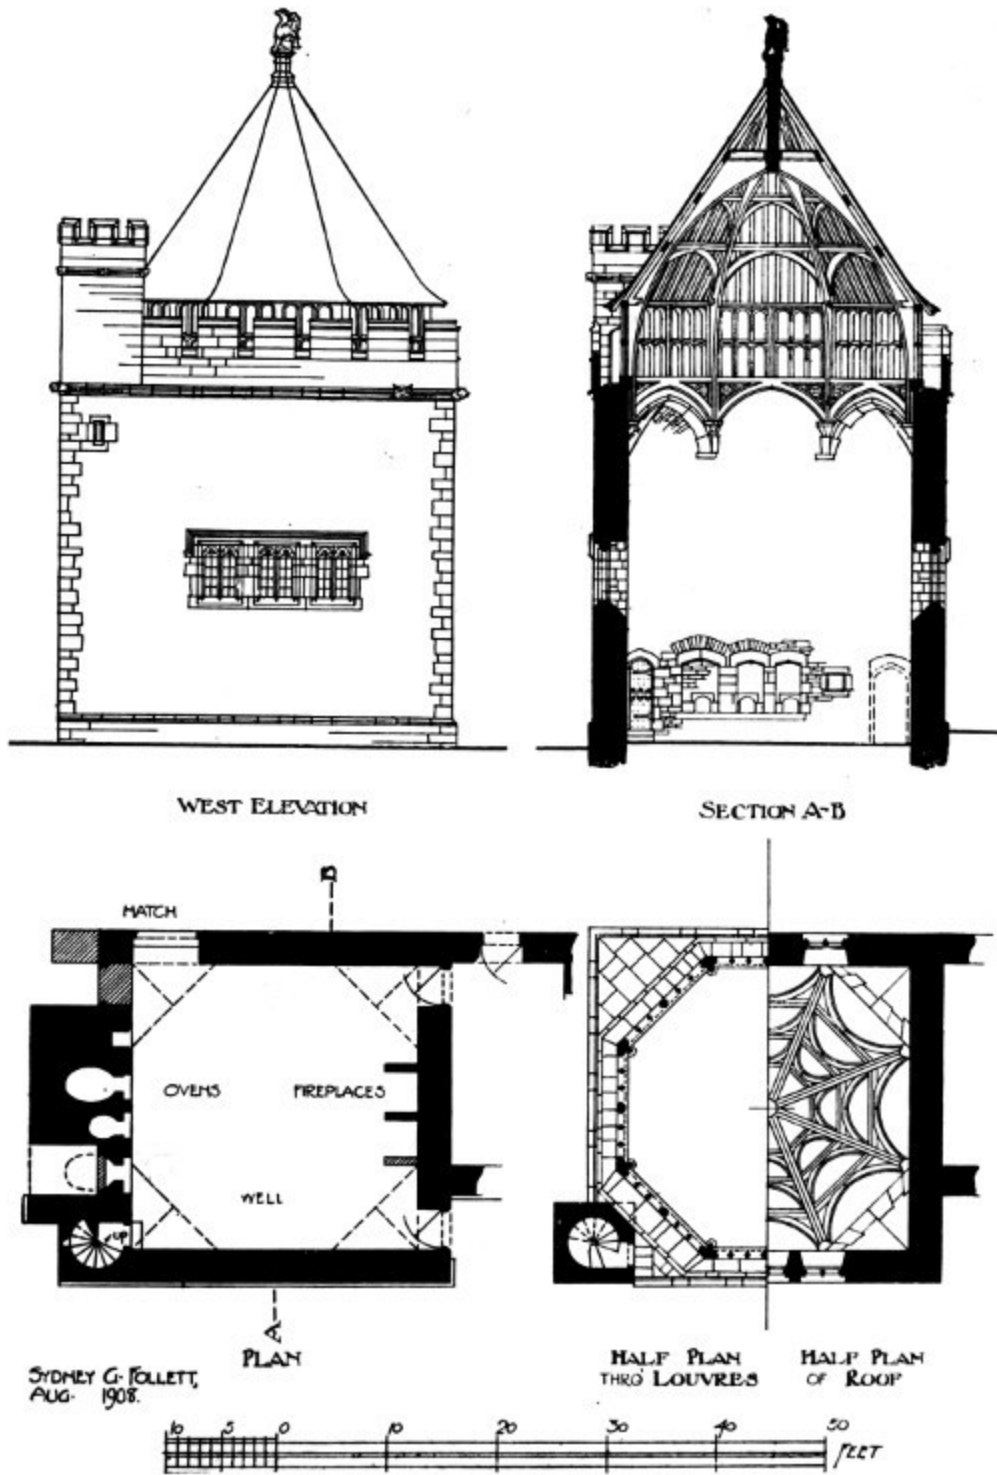 WEST ELEVATION
SECTION A-B
B
HATCH
OVENS
FIREPLACES
WELL
UP
A
PLAN
HALF PLAN
THRO' LOUVRES
HALF PLAN
OF ROOF
SYDNEY G. FOLLETT,
AUG. 1908.
10 5 0 10 20 30 40 50
FEET